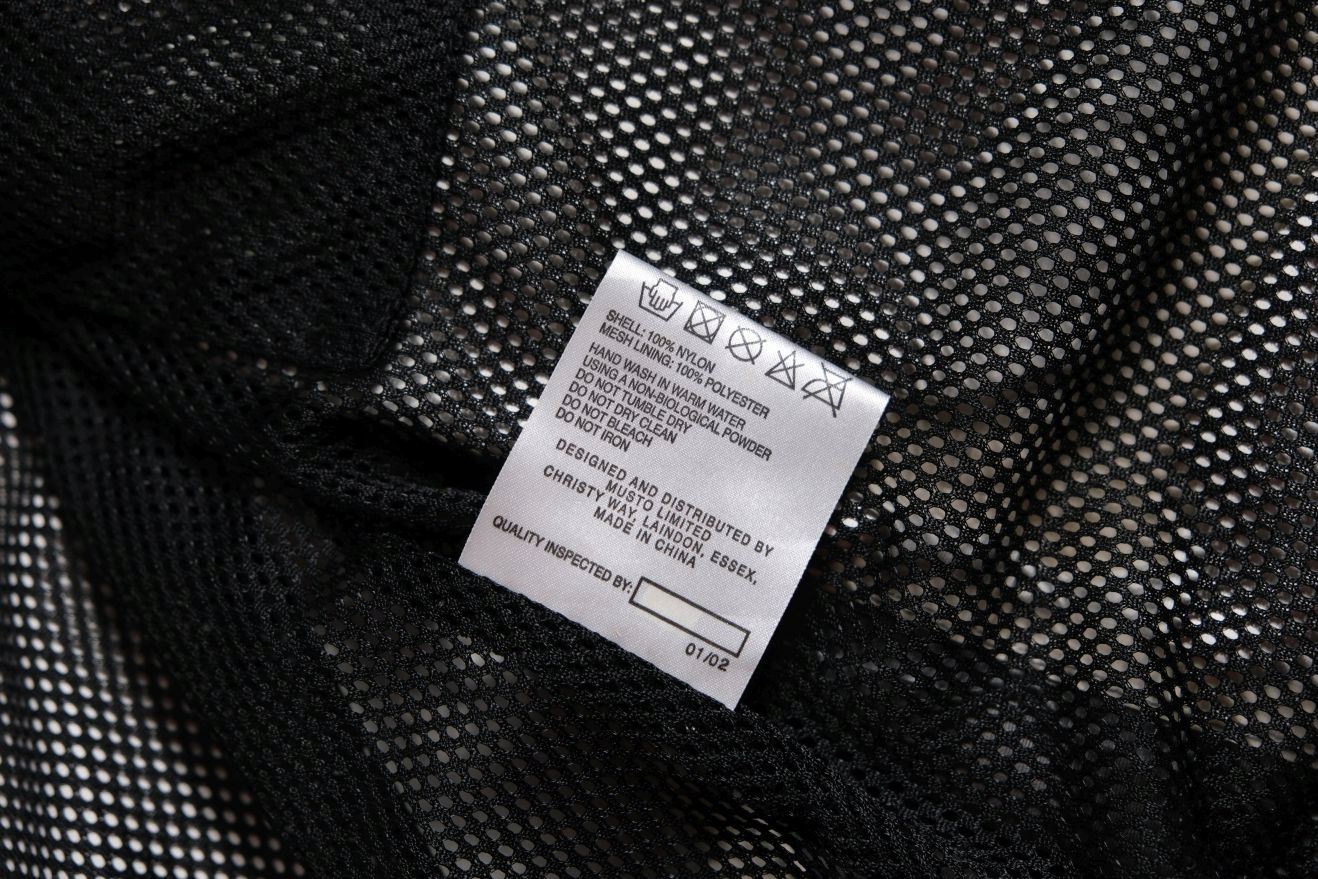 SHELL: 100% NYLON
MESH LINING: 100% POLYESTER
HAND WASH IN WARM WATER
USING A NON-BIOLOGICAL POWDER
DO NOT TUMBLE DRY
DO NOT DRY CLEAN
DO NOT BLEACH
DO NOT IRON
DESIGNED AND DISTRIBUTED BY
MUSTO LIMITED
CHRISTY WAY, LAINDON, ESSEX,
MADE IN CHINA
QUALITY INSPECTED BY:
01/02